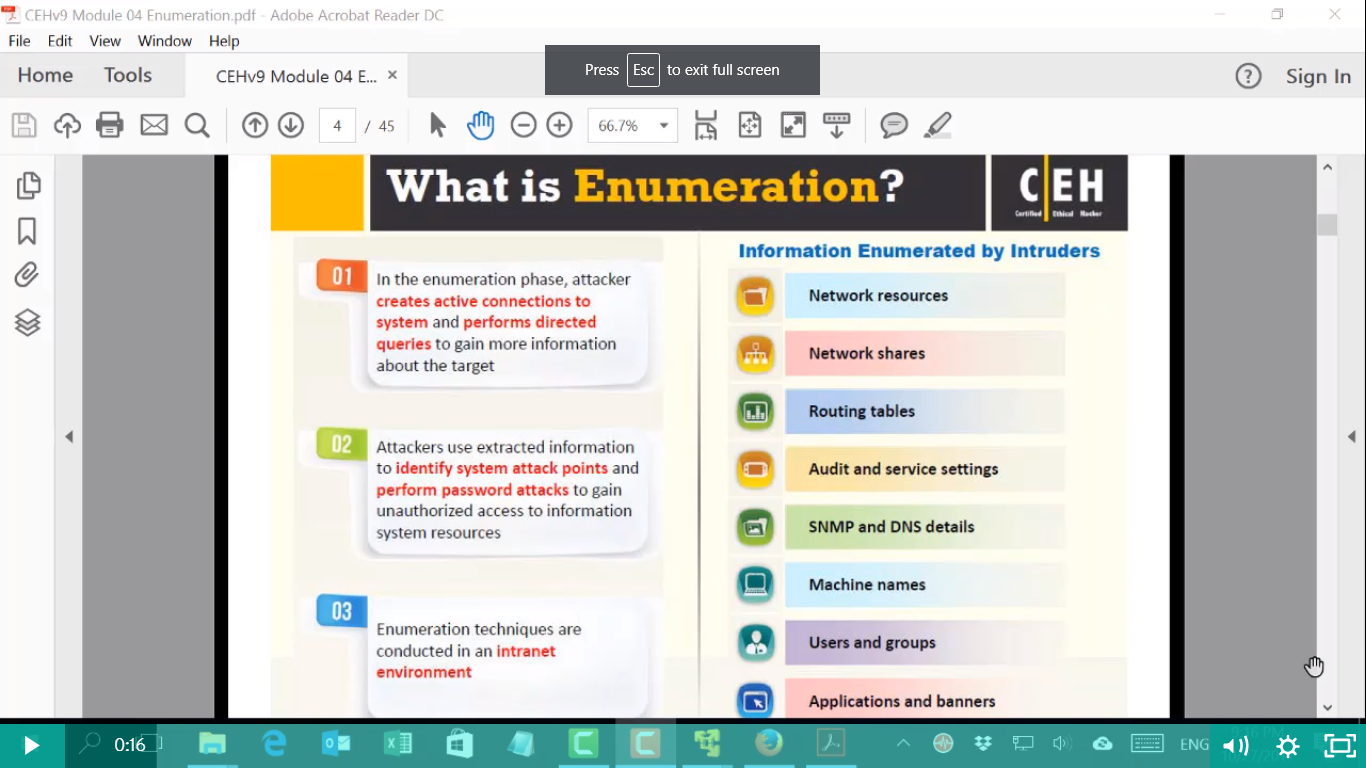 CEHv9 Module 04 Enumeration.pdf - Adobe Acrobat Reader DC
File Edit View Window Help
Press Esc to exit full screen
Home Tools CEHv9 Module 04 E... × Sign In
4 / 45 66.7%
What is Enumeration?
C|EH
Certified Ethical Hacker
01
In the enumeration phase, attacker
creates active connections to
system and performs directed
queries to gain more information
about the target
02
Attackers use extracted information
to identify system attack points and
perform password attacks to gain
unauthorized access to information
system resources
03
Enumeration techniques are
conducted in an intranet
environment
Information Enumerated by Intruders
Network resources
Network shares
Routing tables
Audit and service settings
SNMP and DNS details
Machine names
Users and groups
Applications and banners
0:16
ENG